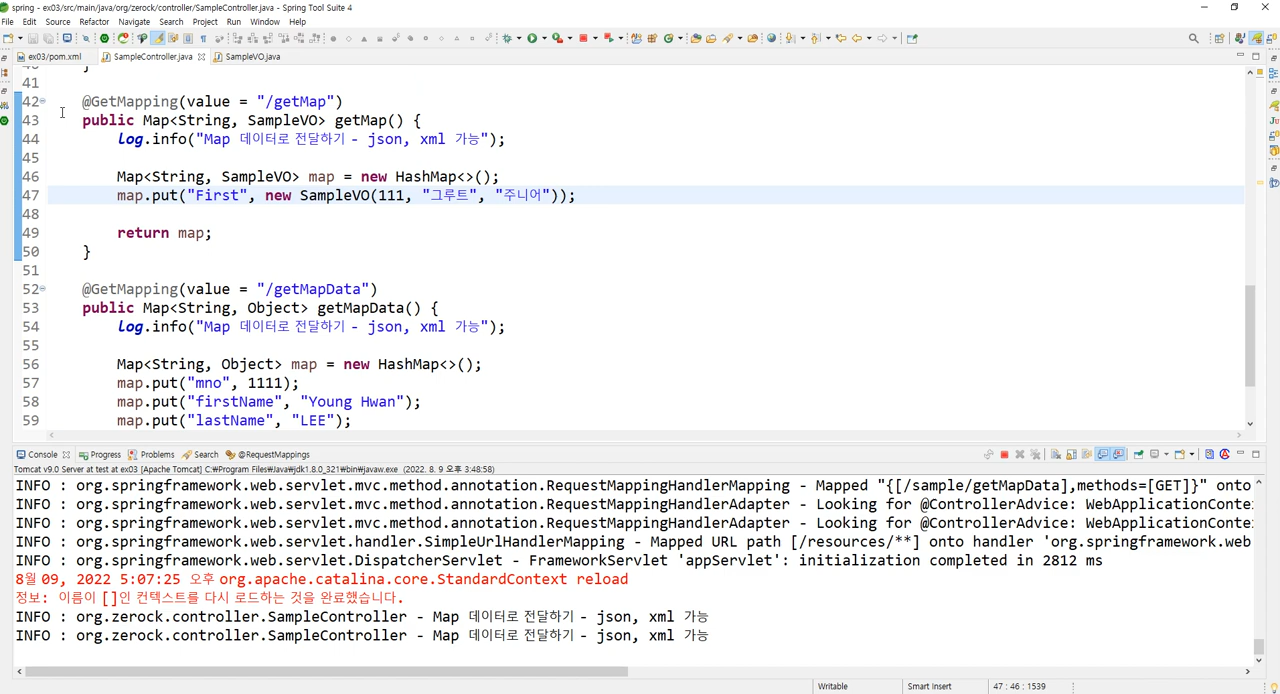 spring - ex03/src/main/java/org/zerock/controller/SampleController.java - Spring Tool Suite 4
File Edit Source Refactor Navigate Search Project Run Window Help
ex03/pom.xml SampleController.java SampleVO.java
41
42 @GetMapping(value = "/getMap")
43 public Map<String, SampleVO> getMap() {
44 log.info("Map 데이터로 전달하기 - json, xml 가능");
45
46 Map<String, SampleVO> map = new HashMap<>();
47 map.put("First", new SampleVO(111, "그루트", "주니어"));
48
49 return map;
50 }
51
52 @GetMapping(value = "/getMapData")
53 public Map<String, Object> getMapData() {
54 log.info("Map 데이터로 전달하기 - json, xml 가능");
55
56 Map<String, Object> map = new HashMap<>();
57 map.put("mno", 1111);
58 map.put("firstName", "Young Hwan");
59 map.put("lastName", "LEE");
Console Progress Problems Search @RequestMappings
Tomcat v9.0 Server at test at ex03 [Apache Tomcat] C:₩Program Files₩Java₩jdk1.8.0_321₩bin₩javaw.exe (2022. 8. 9 오후 3:48:58)
INFO : org.springframework.web.servlet.mvc.method.annotation.RequestMappingHandlerMapping - Mapped "{[/sample/getMapData],methods=[GET]}" onto
INFO : org.springframework.web.servlet.mvc.method.annotation.RequestMappingHandlerAdapter - Looking for @ControllerAdvice: WebApplicationConte
INFO : org.springframework.web.servlet.mvc.method.annotation.RequestMappingHandlerAdapter - Looking for @ControllerAdvice: WebApplicationConte
INFO : org.springframework.web.servlet.handler.SimpleUrlHandlerMapping - Mapped URL path [/resources/**] onto handler 'org.springframework.web
INFO : org.springframework.web.servlet.DispatcherServlet - FrameworkServlet 'appServlet': initialization completed in 2812 ms
8월 09, 2022 5:07:25 오후 org.apache.catalina.core.StandardContext reload
정보: 이름이 []인 컨텍스트를 다시 로드하는 것을 완료했습니다.
INFO : org.zerock.controller.SampleController - Map 데이터로 전달하기 - json, xml 가능
INFO : org.zerock.controller.SampleController - Map 데이터로 전달하기 - json, xml 가능
Writable Smart Insert 47 : 46 : 1539